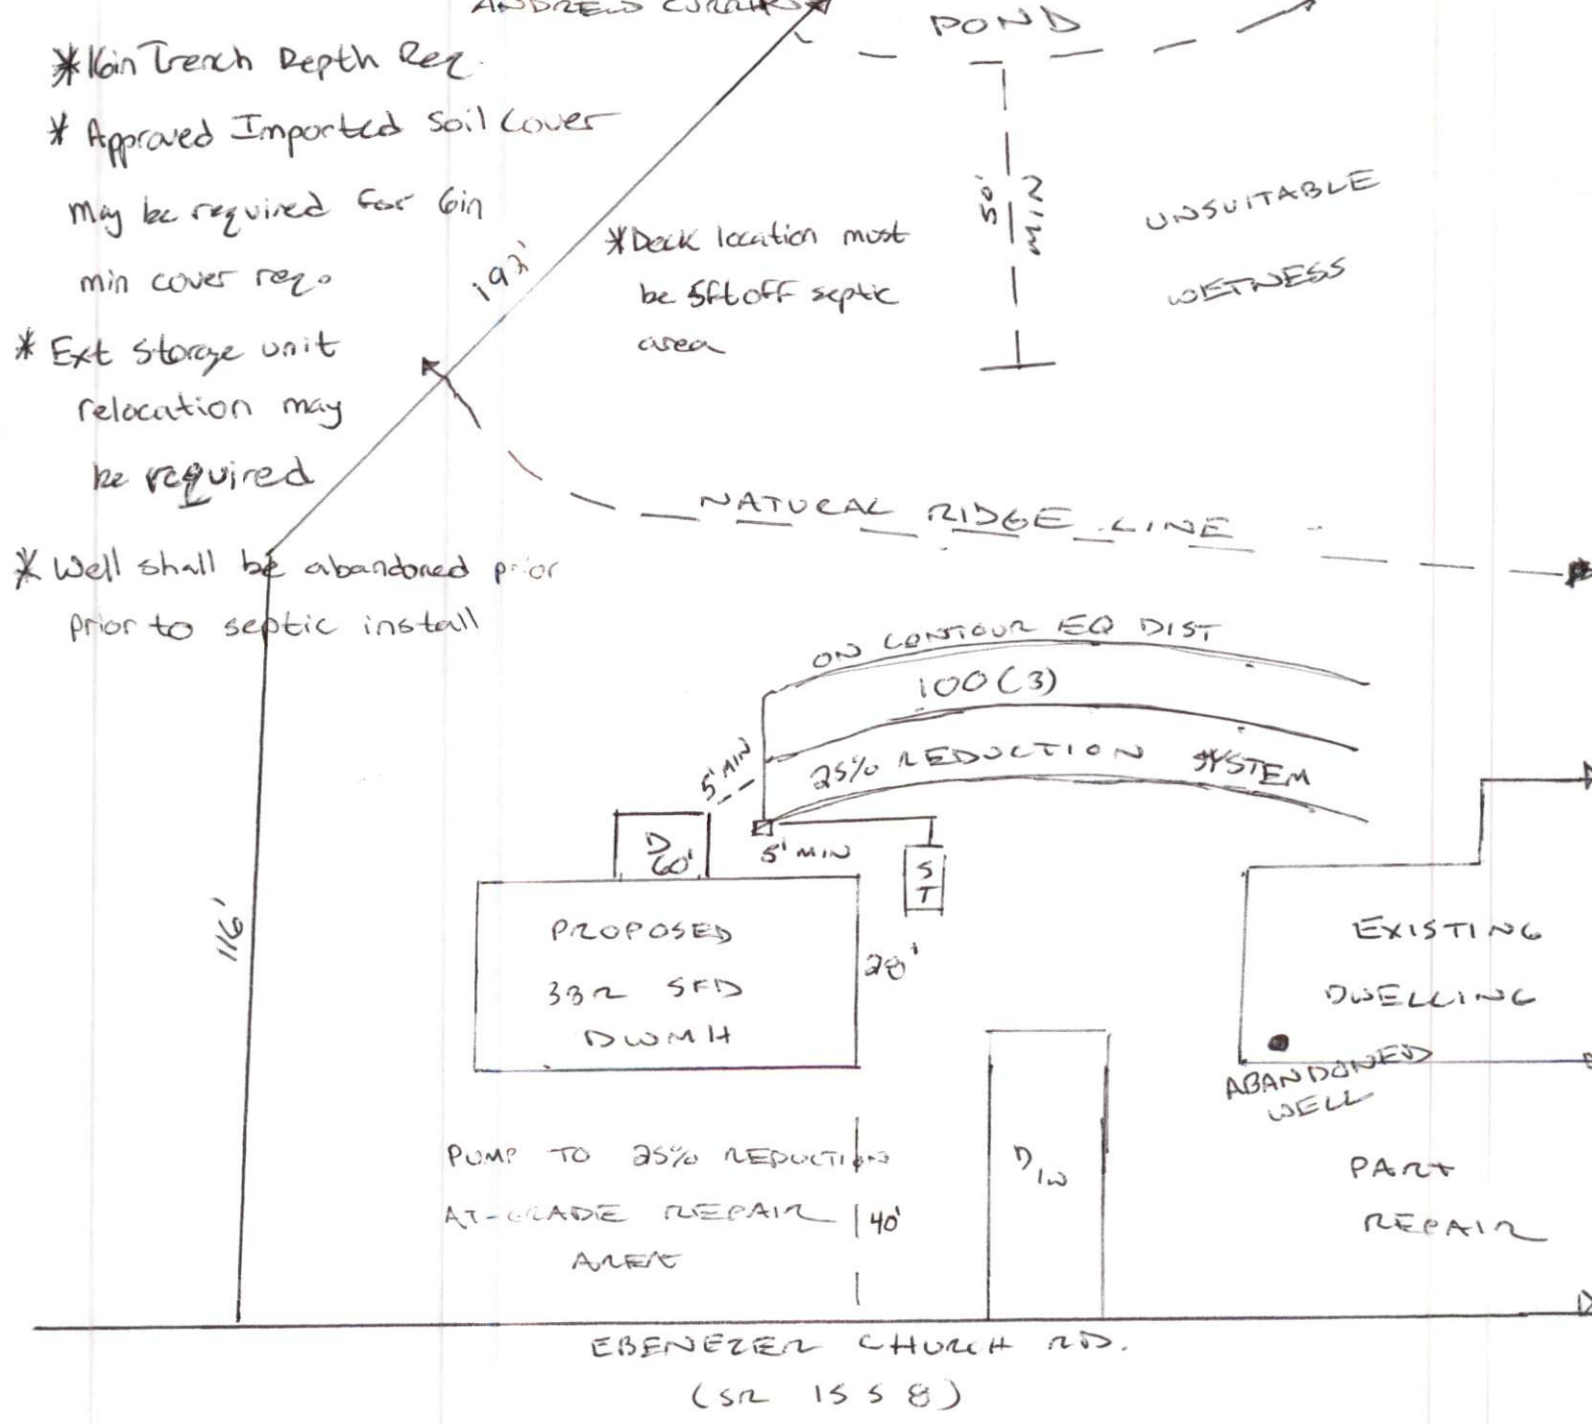 ANDREW
POND
*16in Trench Depth Req.
* Approved Imported Soil Cover
May be required for 6in
min cover req.
* Ext Storage unit
relocation may
be required
* Well shall be abandoned prior
prior to septic install
192'
*Deck location must
be 5ft off septic
area
50'
MIN
UNSUITABLE
WETNESS
NATURAL RIDGE LINE
ON CONTOUR EQ DIST
100(3)
25% REDUCTION SYSTEM
5' MIN
D
60'
5' MIN
S
T
116'
PROPOSED
3BR SFD
DWMH
28'
EXISTING
DWELLING
ABANDONED
WELL
PUMP TO 25% REDUCTION
AT-GRADE REPAIR
AREA
40'
D/W
PART
REPAIR
EBENEZER CHURCH RD.
(SR 1558)